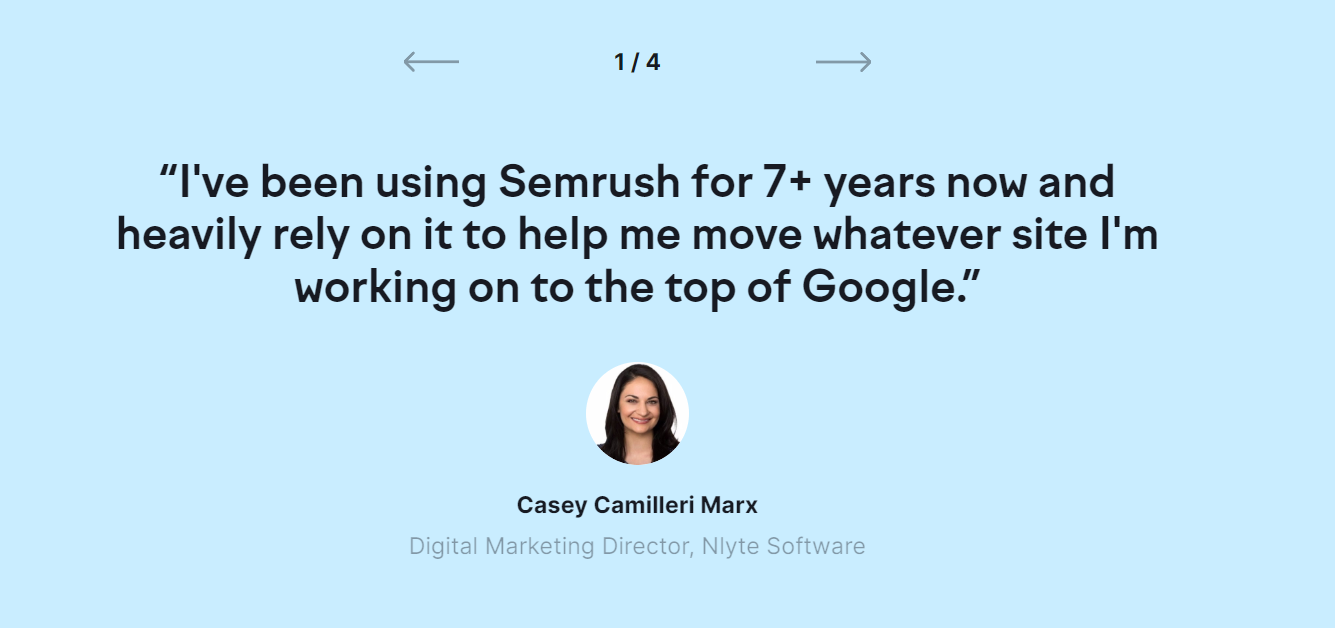 1 / 4
“I've been using Semrush for 7+ years now and
heavily rely on it to help me move whatever site I'm
working on to the top of Google.”
Casey Camilleri Marx
Digital Marketing Director, Nlyte Software